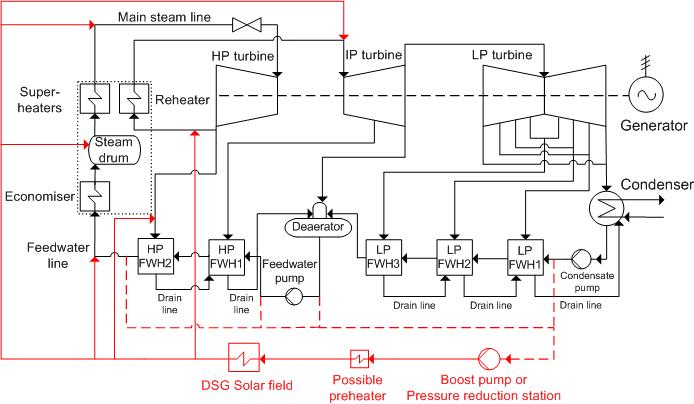 Main steam line
HP turbine
IP turbine
LP turbine
Super-
heaters
Reheater
Generator
Steam
drum
Economiser
Condenser
Deaerator
Feedwater
line
HP
FWH2
HP
FWH1
Feedwater
pump
LP
FWH3
LP
FWH2
LP
FWH1
Condensate
pump
Drain
line
Drain
line
Drain line
Drain line
Drain line
DSG Solar field
Possible
preheater
Boost pump or
Pressure reduction station